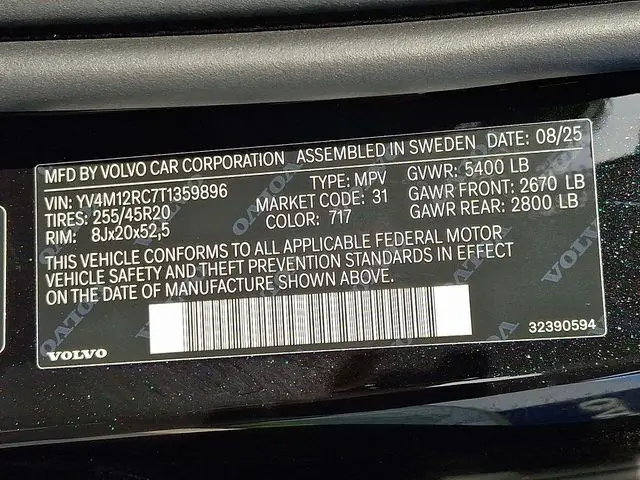 MFD BY VOLVO CAR CORPORATION ASSEMBLED IN SWEDEN DATE: 08/25
VIN: YV4M12RC7T1359896 TYPE: MPV GVWR: 5400 LB
TIRES: 255/45R20 MARKET CODE: 31 GAWR FRONT: 2670 LB
RIM: 8Jx20x52,5 COLOR: 717 GAWR REAR: 2800 LB
THIS VEHICLE CONFORMS TO ALL APPLICABLE FEDERAL MOTOR
VEHICLE SAFETY AND THEFT PREVENTION STANDARDS IN EFFECT
ON THE DATE OF MANUFACTURE SHOWN ABOVE.
VOLVO
32390594